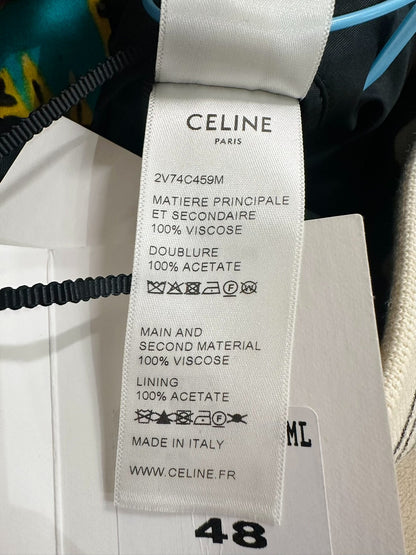 CELINE
PARIS
2V74C459M
MATIERE PRINCIPALE
ET SECONDAIRE
100% VISCOSE
DOUBLURE
100% ACETATE
MAIN AND
SECOND MATERIAL
100% VISCOSE
LINING
100% ACETATE
MADE IN ITALY
WWW.CELINE.FR
ML
48